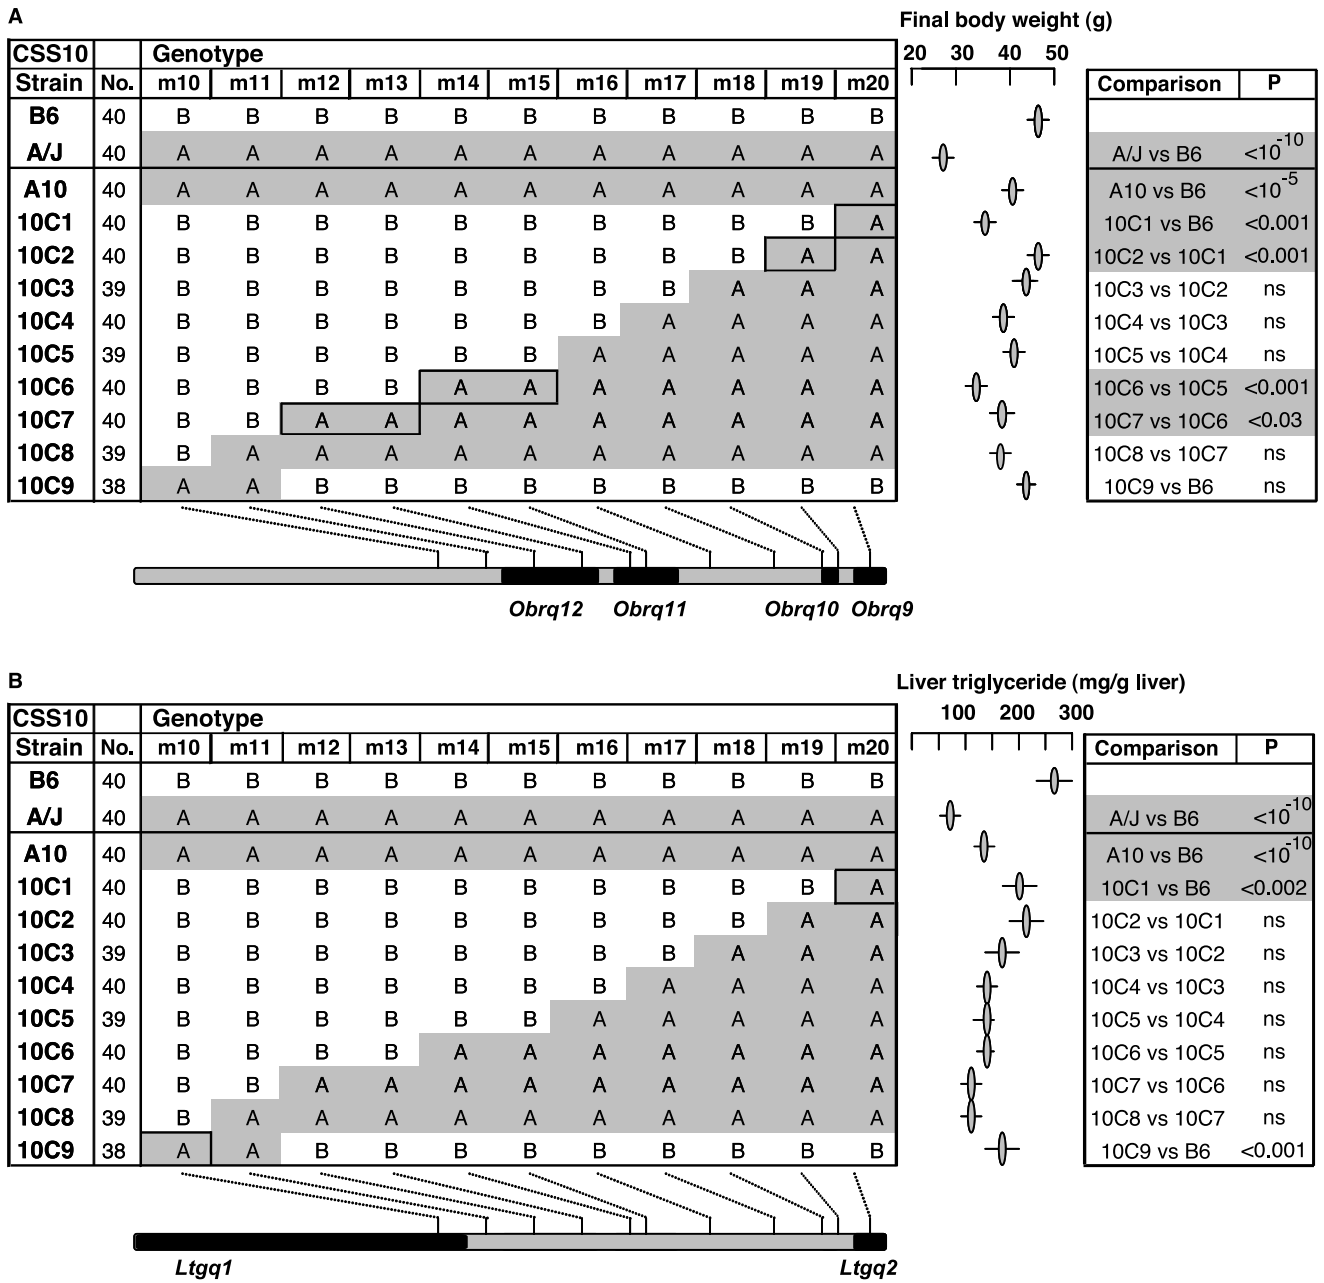 A
Final body weight (g)
CSS10 Genotype 20 30 40 50
Strain No. m10 m11 m12 m13 m14 m15 m16 m17 m18 m19 m20 Comparison P
B6 40 B B B B B B B B B B B
A/J 40 A A A A A A A A A A A A/J vs B6 <10-10
A10 40 A A A A A A A A A A A A10 vs B6 <10-5
10C1 40 B B B B B B B B B B A 10C1 vs B6 <0.001
10C2 40 B B B B B B B B B A A 10C2 vs 10C1 <0.001
10C3 39 B B B B B B B B A A A 10C3 vs 10C2 ns
10C4 40 B B B B B B B A A A A 10C4 vs 10C3 ns
10C5 39 B B B B B B A A A A A 10C5 vs 10C4 ns
10C6 40 B B B B A A A A A A A 10C6 vs 10C5 <0.001
10C7 40 B B A A A A A A A A A 10C7 vs 10C6 <0.03
10C8 39 B A A A A A A A A A A 10C8 vs 10C7 ns
10C9 38 A A B B B B B B B B B 10C9 vs B6 ns
Obrq12 Obrq11 Obrq10 Obrq9
B
Liver triglyceride (mg/g liver)
CSS10 Genotype 100 200 300
Strain No. m10 m11 m12 m13 m14 m15 m16 m17 m18 m19 m20 Comparison P
B6 40 B B B B B B B B B B B
A/J 40 A A A A A A A A A A A A/J vs B6 <10-10
A10 40 A A A A A A A A A A A A10 vs B6 <10-10
10C1 40 B B B B B B B B B B A 10C1 vs B6 <0.002
10C2 40 B B B B B B B B B A A 10C2 vs 10C1 ns
10C3 39 B B B B B B B B A A A 10C3 vs 10C2 ns
10C4 40 B B B B B B B A A A A 10C4 vs 10C3 ns
10C5 39 B B B B B B A A A A A 10C5 vs 10C4 ns
10C6 40 B B B B A A A A A A A 10C6 vs 10C5 ns
10C7 40 B B A A A A A A A A A 10C7 vs 10C6 ns
10C8 39 B A A A A A A A A A A 10C8 vs 10C7 ns
10C9 38 A A B B B B B B B B B 10C9 vs B6 <0.001
Ltgq1 Ltgq2